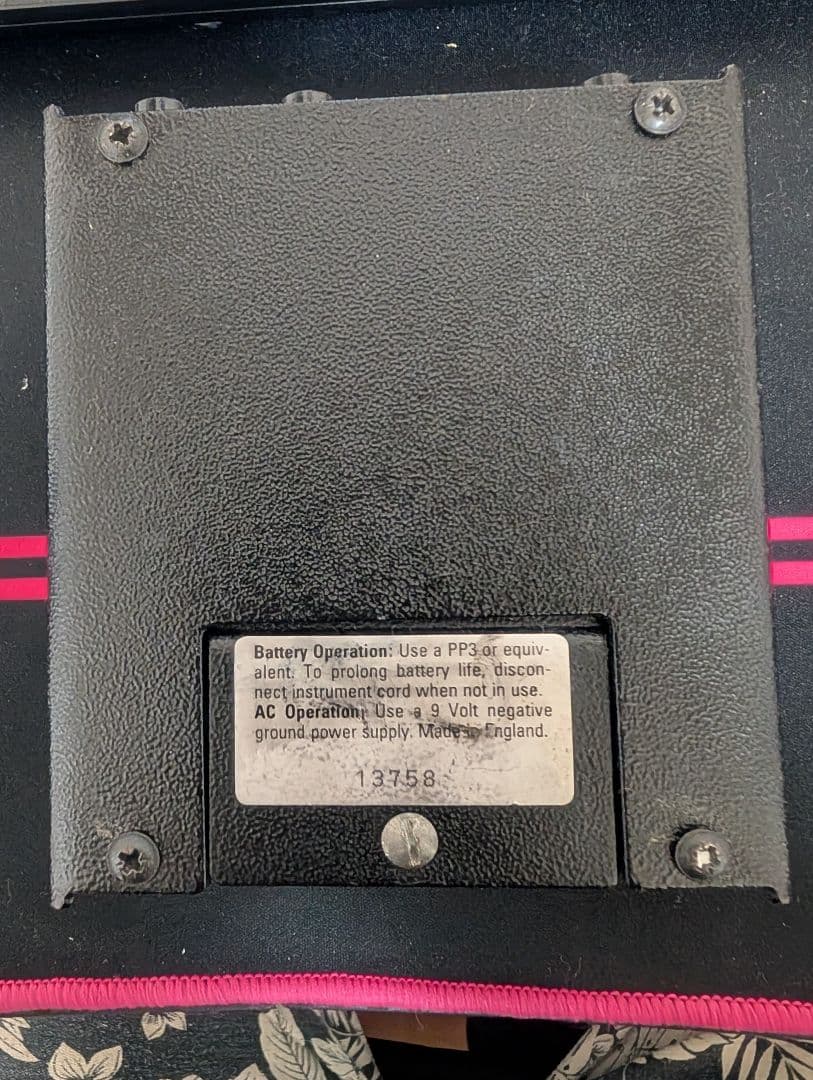 Battery Operation: Use a PP3 or equiv-
alent. To prolong battery life, discon-
nect instrument cord when not in use.
AC Operation: Use a 9 Volt negative
ground power supply. Made in England.
13758